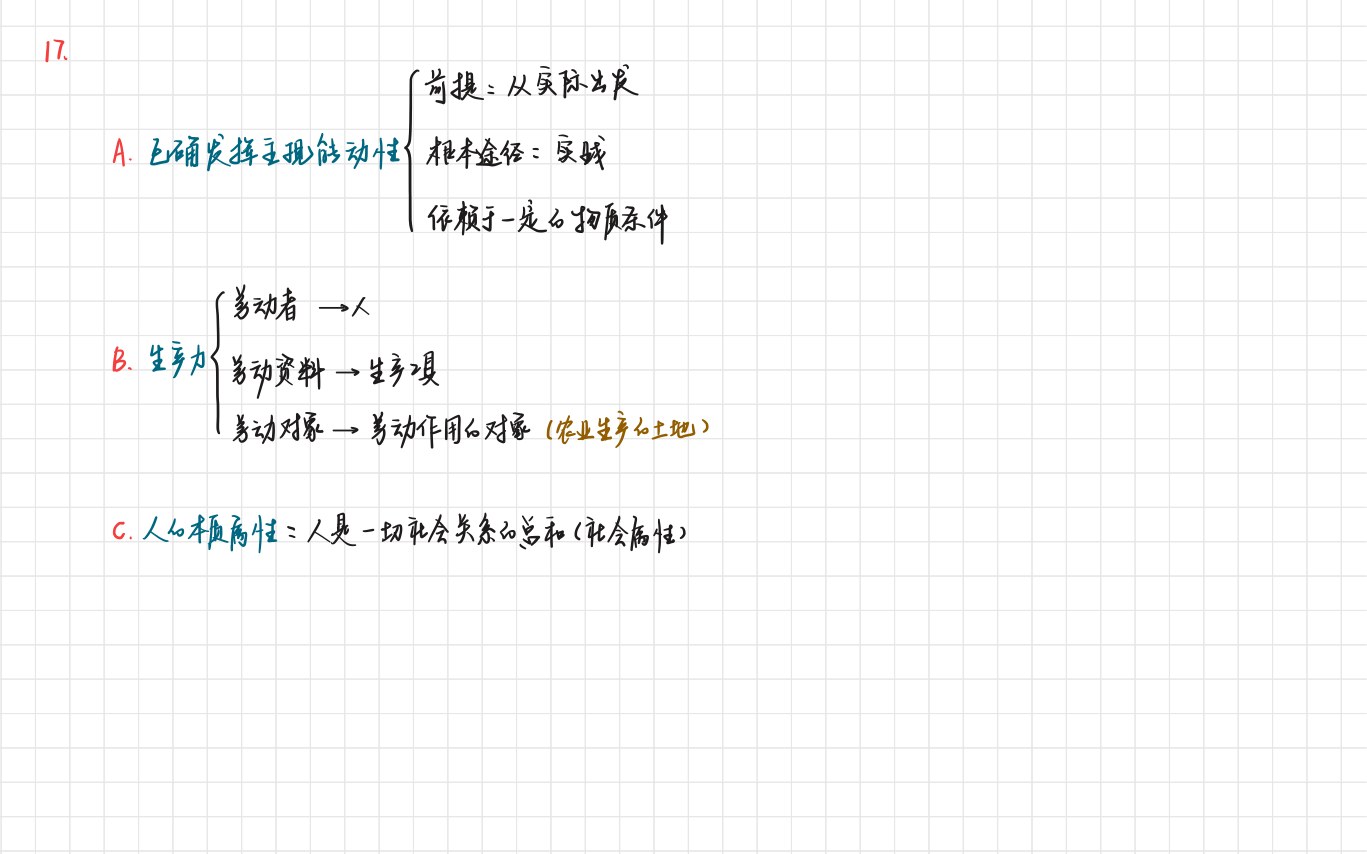 17.
前提：从实际出发
A. 正确发挥主观能动性
根本途径：实践
依赖于一定的物质条件
劳动者 →人
B. 生产力
劳动资料 → 生产工具
劳动对象 → 劳动作用的对象（农业生产的土地）
C. 人的本质属性：人是一切社会关系的总和（社会属性）